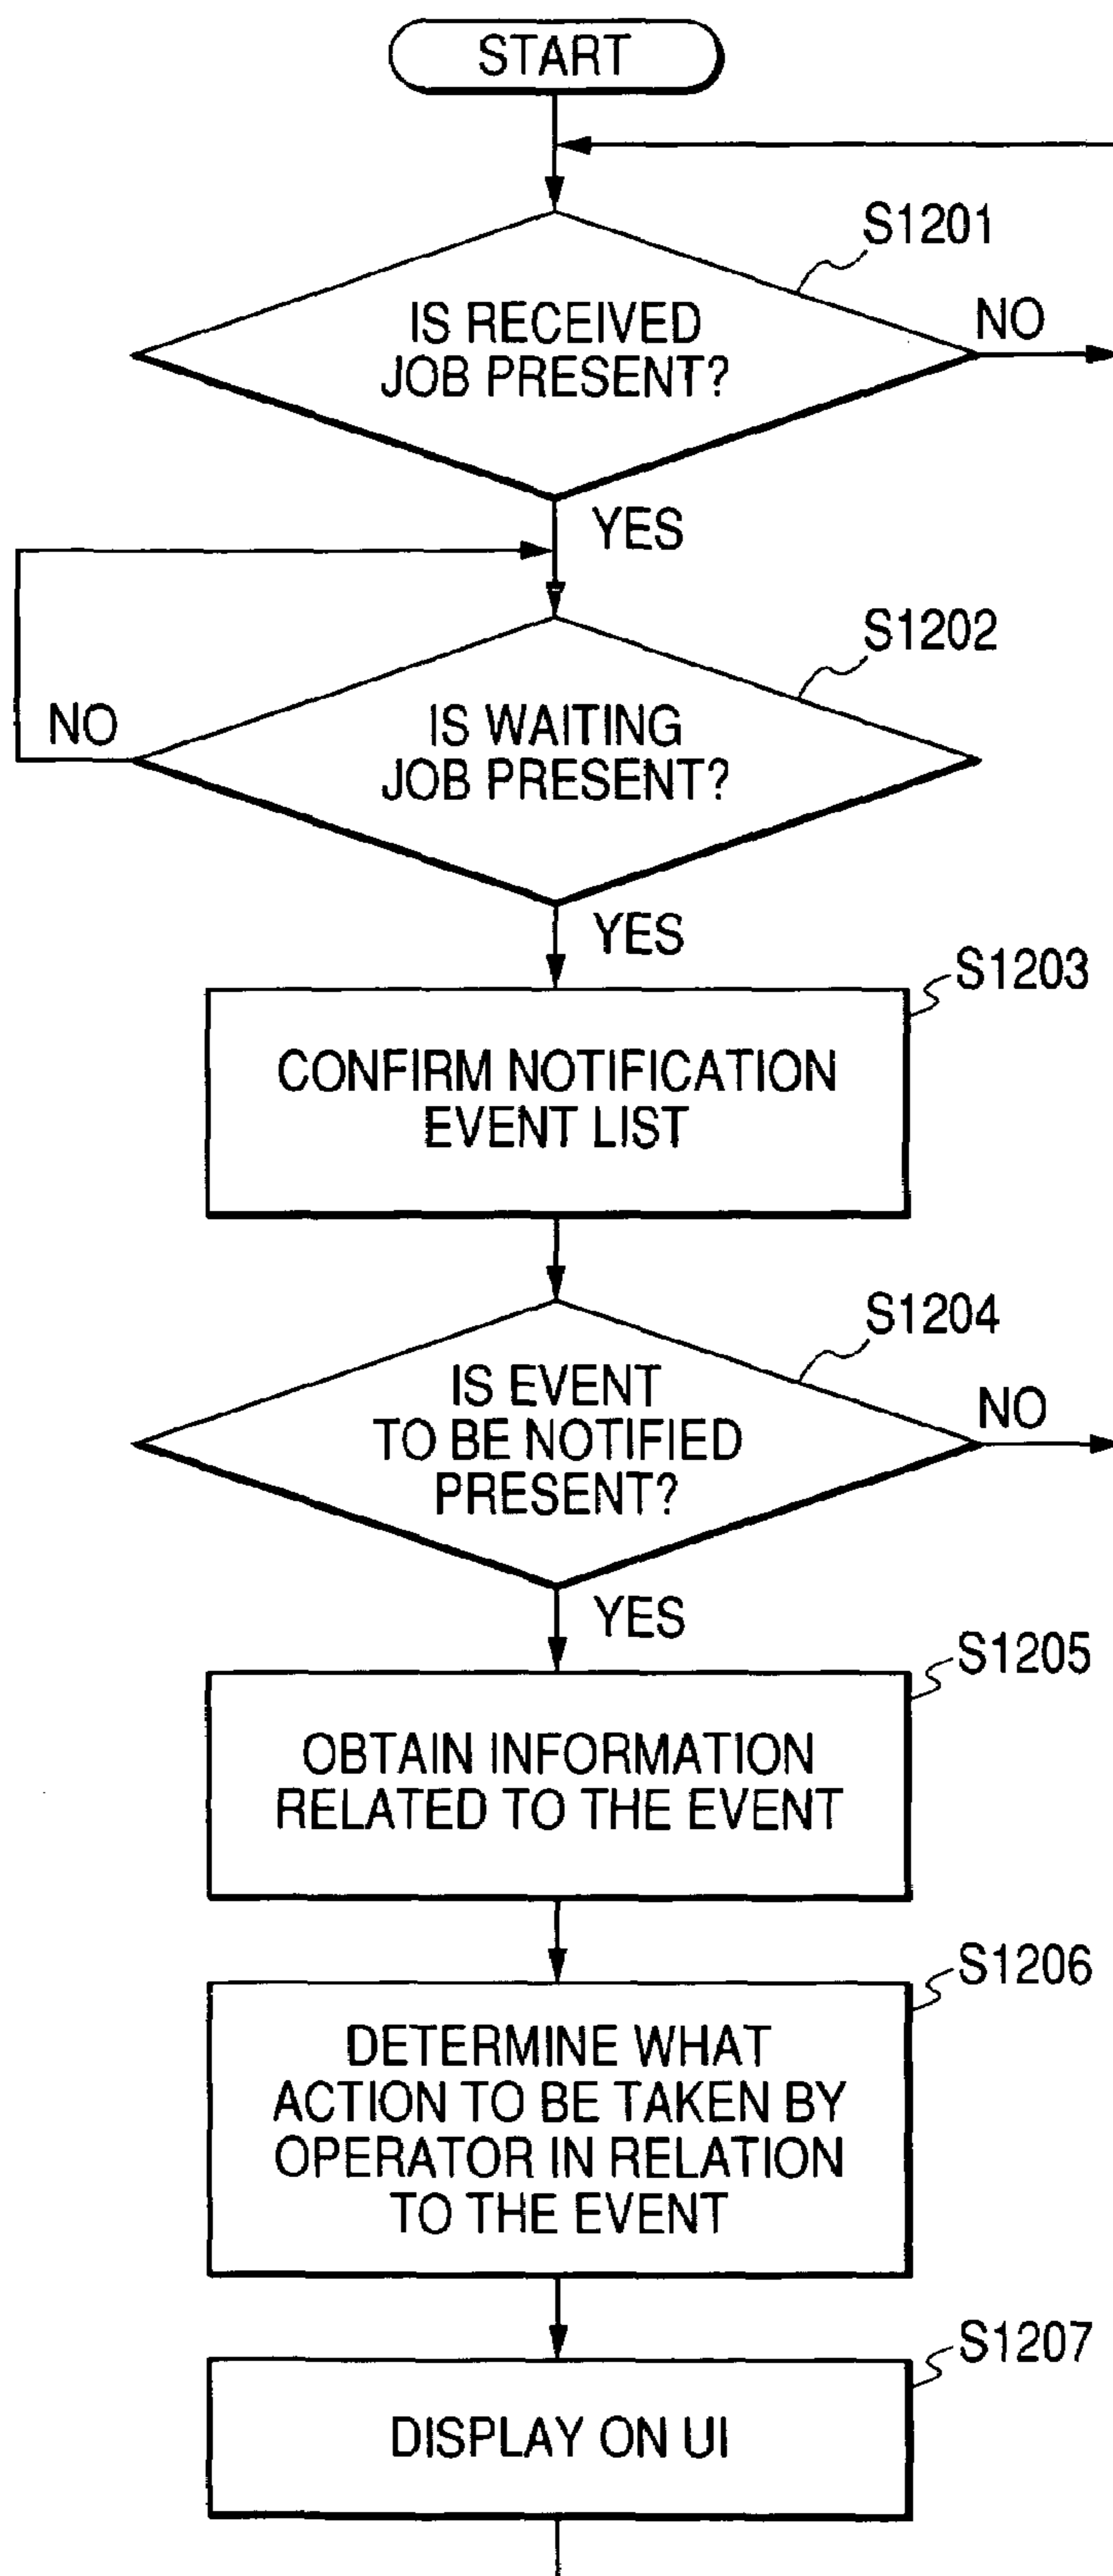 START
S1201
IS RECEIVED
JOB PRESENT?
NO
YES
S1202
IS WAITING
JOB PRESENT?
NO
YES
S1203
CONFIRM NOTIFICATION
EVENT LIST
S1204
IS EVENT
TO BE NOTIFIED
PRESENT?
NO
YES
S1205
OBTAIN INFORMATION
RELATED TO THE EVENT
S1206
DETERMINE WHAT
ACTION TO BE TAKEN BY
OPERATOR IN RELATION
TO THE EVENT
S1207
DISPLAY ON UI